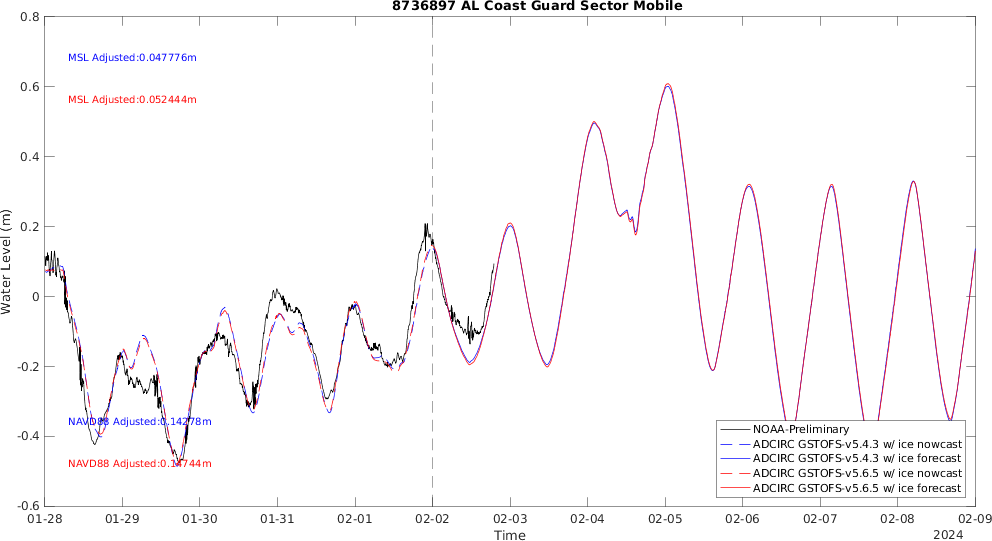 8736897 AL Coast Guard Sector Mobile
0.8
MSL Adjusted:0.047776m
0.6
MSL Adjusted:0.052444m
0.4
0.2
Water Level (m)
0
-0.2
NAVD88 Adjusted:0.14278m
-0.4
NAVD88 Adjusted:0.14744m
-0.6
NOAA-Preliminary
ADCIRC GSTOFS-v5.4.3 w/ ice nowcast
ADCIRC GSTOFS-v5.4.3 w/ ice forecast
ADCIRC GSTOFS-v5.6.5 w/ ice nowcast
ADCIRC GSTOFS-v5.6.5 w/ ice forecast
01-28 01-29 01-30 01-31 02-01 02-02 02-03 02-04 02-05 02-06 02-07 02-08 02-09
Time
2024